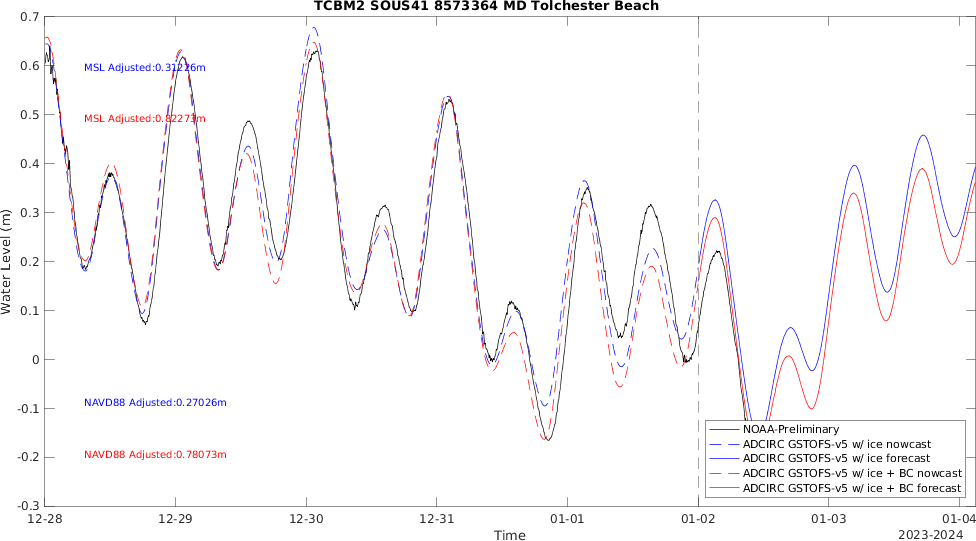 TCBM2 SOUS41 8573364 MD Tolchester Beach
Water Level (m)
0.7
0.6
0.5
0.4
0.3
0.2
0.1
0
-0.1
-0.2
-0.3
MSL Adjusted:0.31226m
MSL Adjusted:0.82273m
NAVD88 Adjusted:0.27026m
NAVD88 Adjusted:0.78073m
NOAA-Preliminary
ADCIRC GSTOFS-v5 w/ ice nowcast
ADCIRC GSTOFS-v5 w/ ice forecast
ADCIRC GSTOFS-v5 w/ ice + BC nowcast
ADCIRC GSTOFS-v5 w/ ice + BC forecast
12-28 12-29 12-30 12-31 01-01 01-02 01-03 01-04
Time
2023-2024